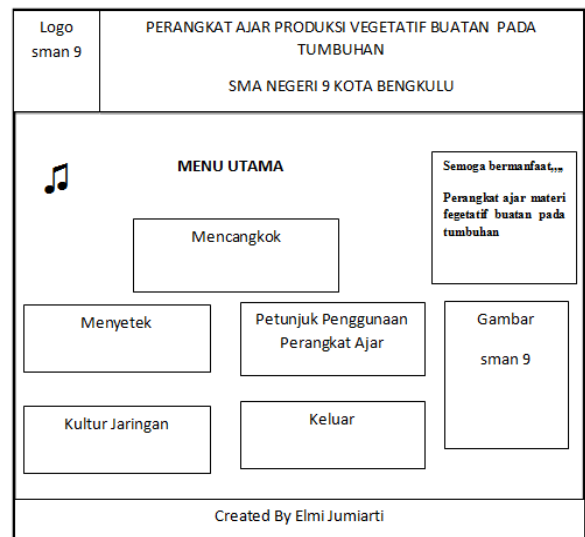 Logo
sman 9
PERANGKAT AJAR PRODUKSI VEGETATIF BUATAN PADA
TUMBUHAN
SMA NEGERI 9 KOTA BENGKULU
MENU UTAMA
Semoga bermanfaat,,,,
Perangkat ajar materi
fegetatif buatan pada
tumbuhan
Mencangkok
Menyetek
Petunjuk Penggunaan
Perangkat Ajar
Gambar
sman 9
Kultur Jaringan
Keluar
Created By Elmi Jumiarti